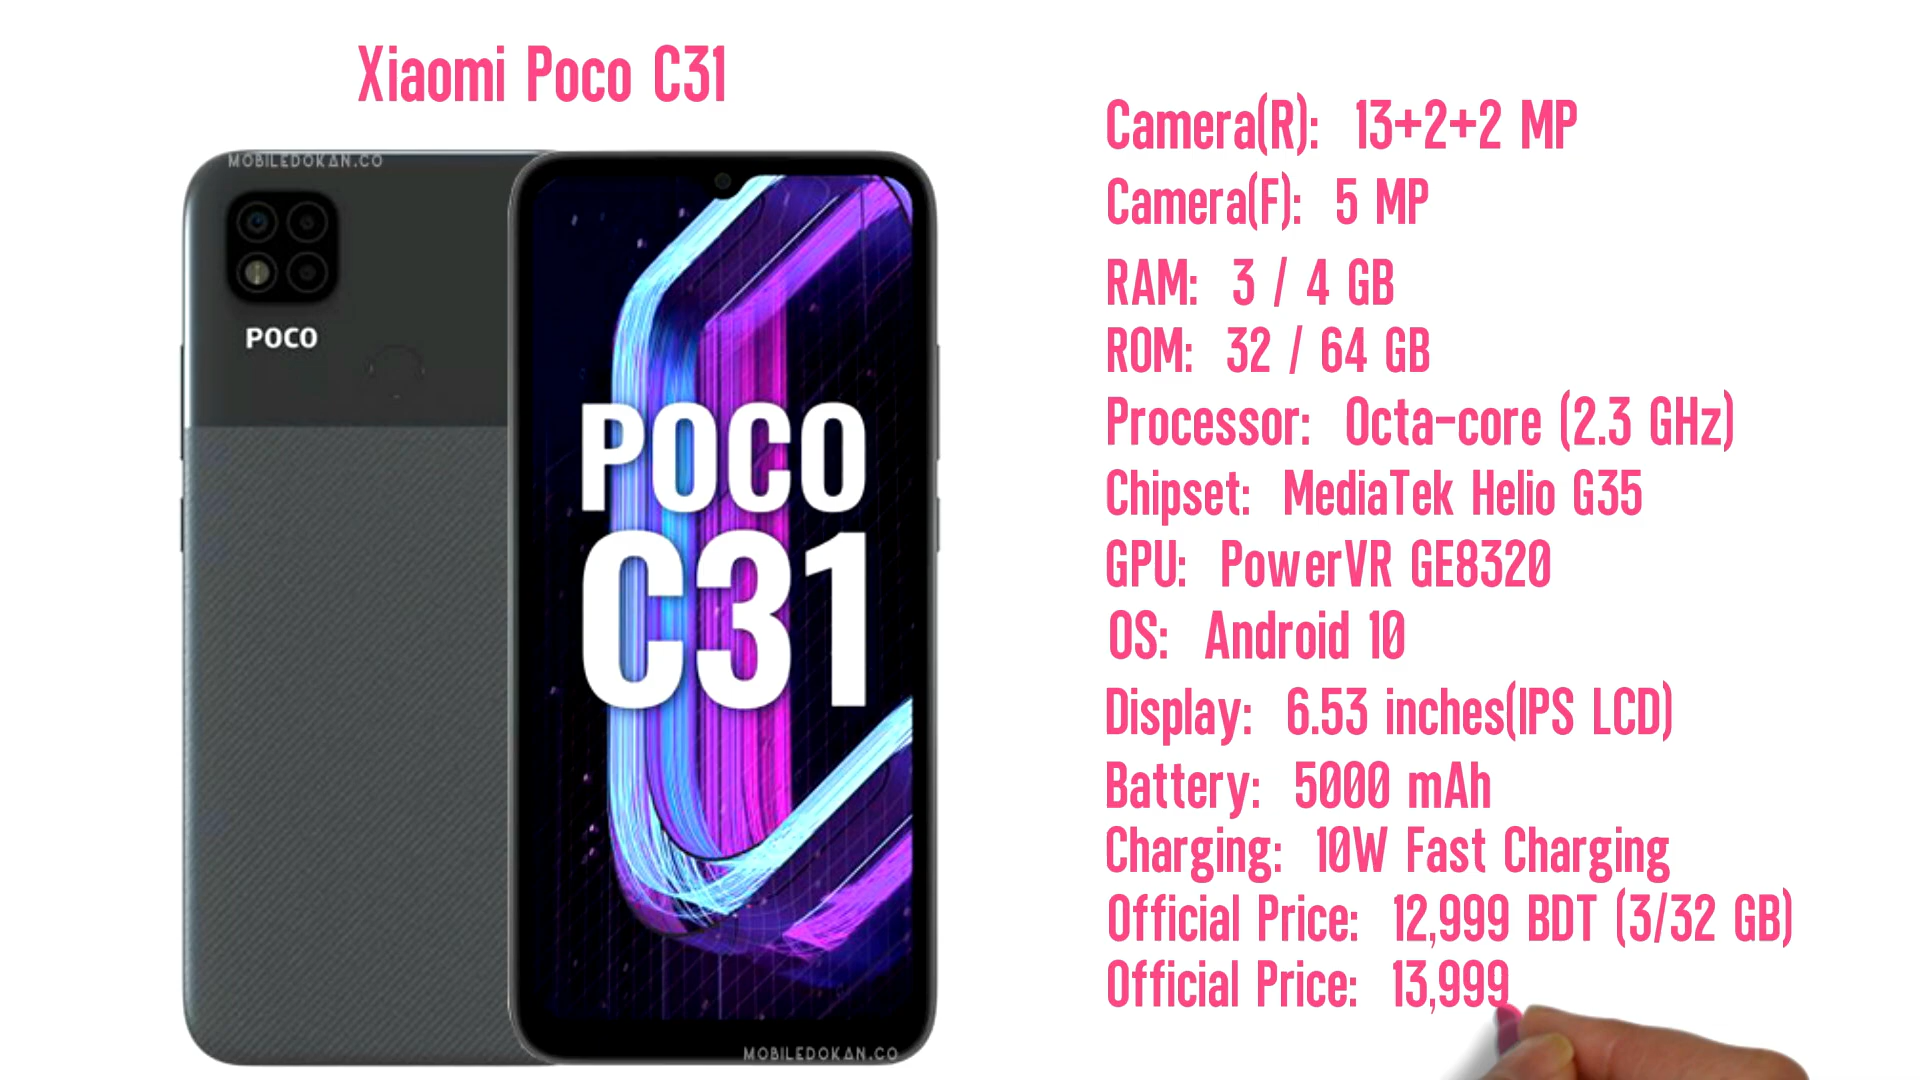 Xiaomi Poco C31
MOBILEDOKAN.CO
POCO
POCO
C31
MOBILEDOKAN.CO
Camera(R): 13+2+2 MP
Camera(F): 5 MP
RAM: 3 / 4 GB
ROM: 32 / 64 GB
Processor: Octa-core (2.3 GHz)
Chipset: MediaTek Helio G35
GPU: PowerVR GE8320
OS: Android 10
Display: 6.53 inches(IPS LCD)
Battery: 5000 mAh
Charging: 10W Fast Charging
Official Price: 12,999 BDT (3/32 GB)
Official Price: 13,999